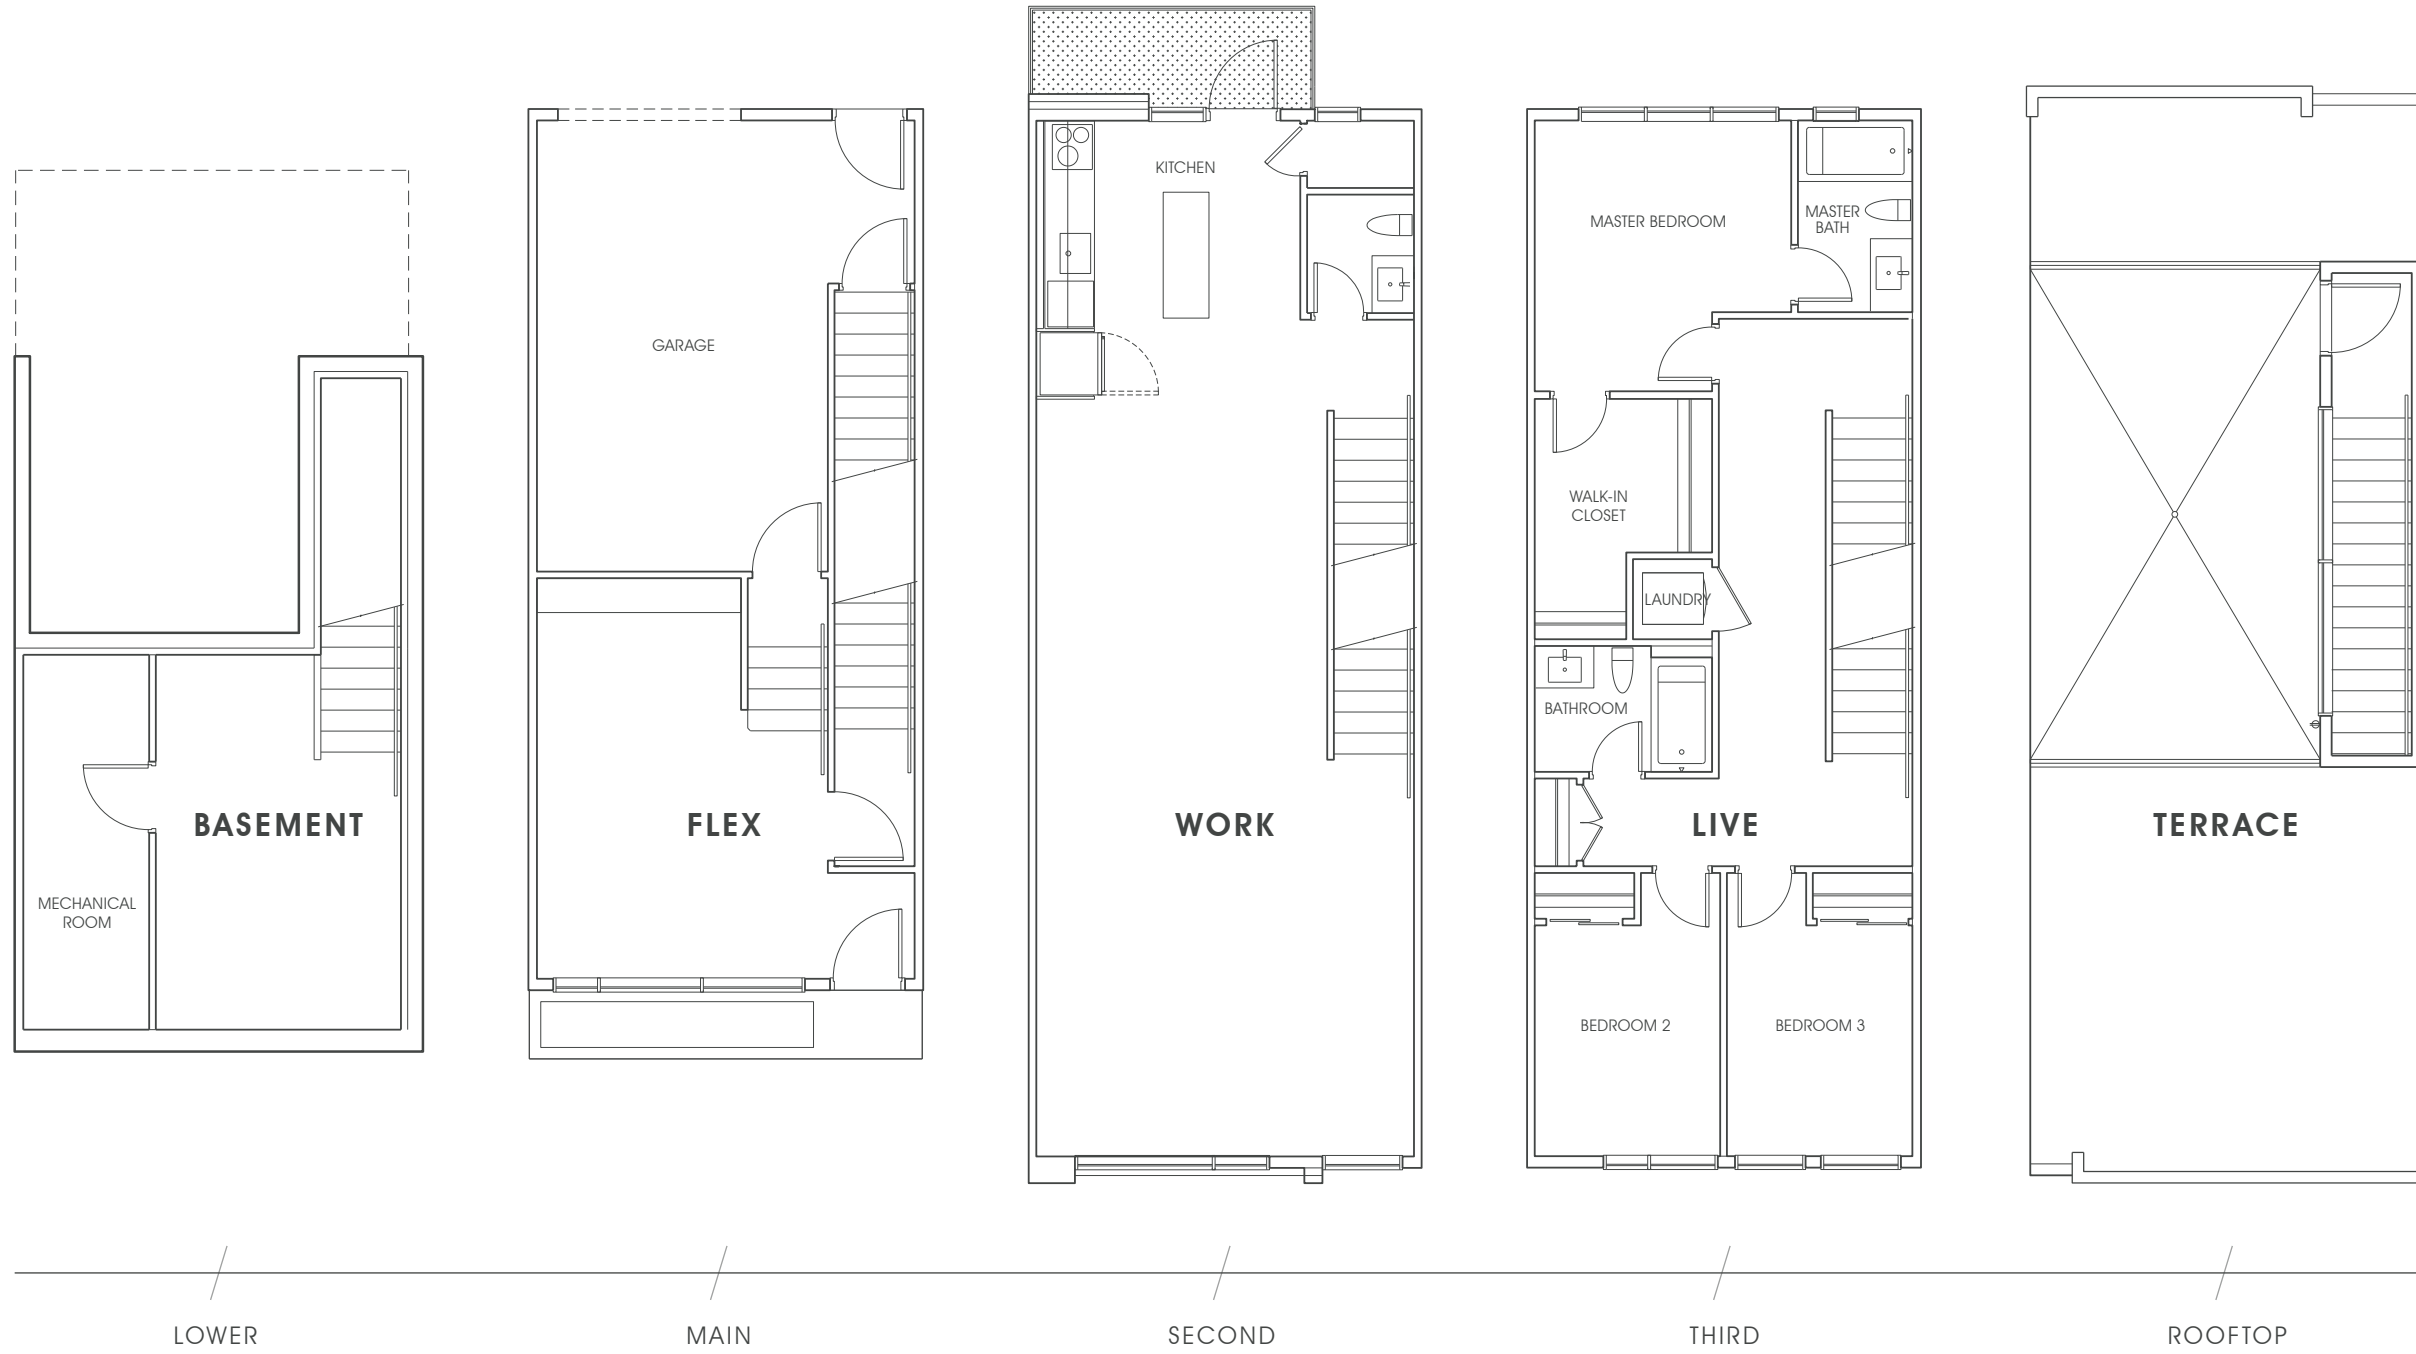 BASEMENT
MECHANICAL
ROOM
LOWER
GARAGE
FLEX
MAIN
KITCHEN
WORK
SECOND
MASTER BEDROOM
MASTER
BATH
WALK-IN
CLOSET
LAUNDRY
BATHROOM
LIVE
BEDROOM 2
BEDROOM 3
THIRD
TERRACE
ROOFTOP